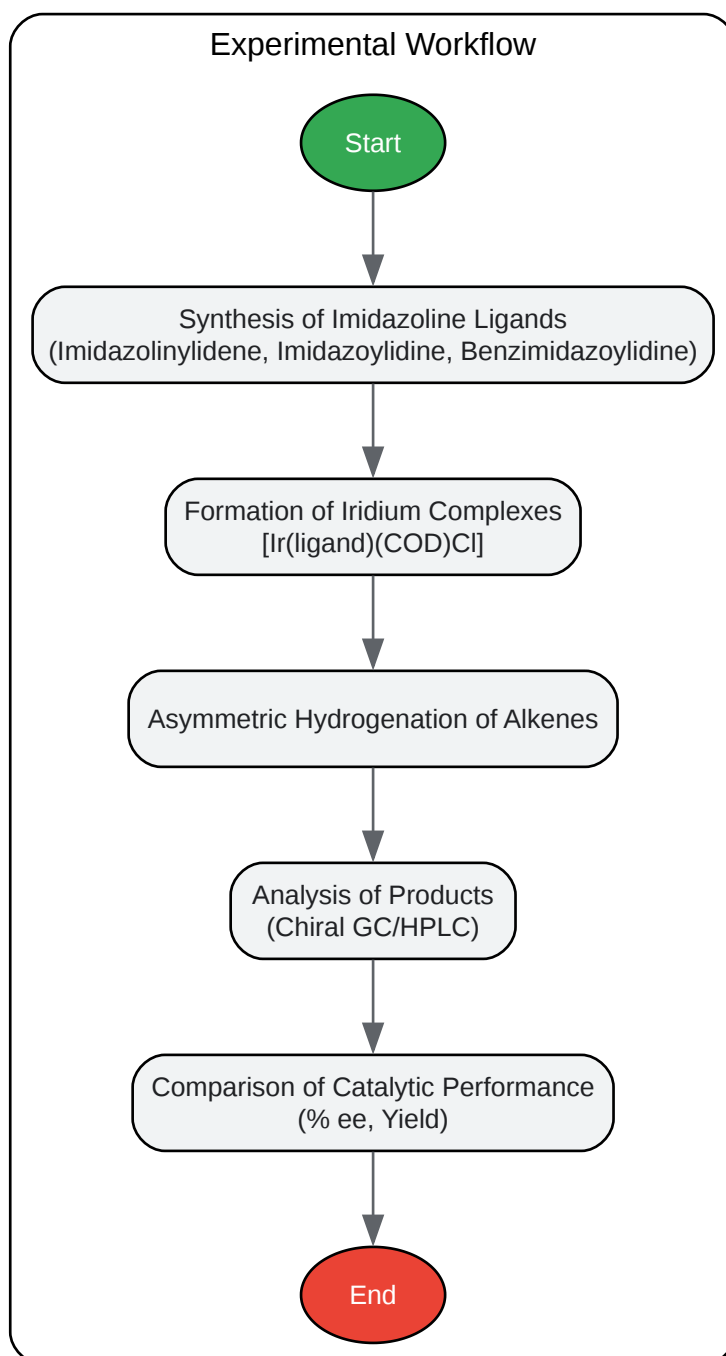 Experimental Workflow
Start
Synthesis of Imidazoline Ligands
(Imidazolinylidene, Imidazoylidine, Benzimidazoylidine)
Formation of Iridium Complexes
[Ir(ligand)(COD)Cl]
Asymmetric Hydrogenation of Alkenes
Analysis of Products
(Chiral GC/HPLC)
Comparison of Catalytic Performance
(% ee, Yield)
End